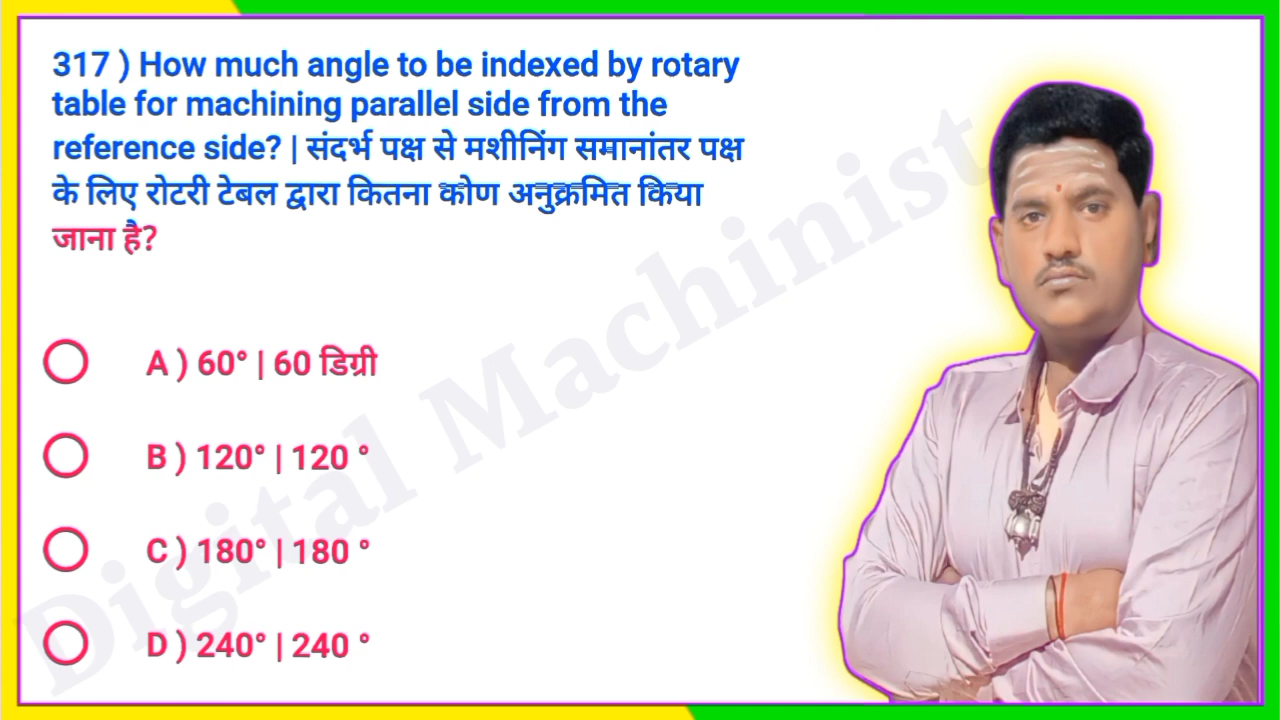 317 ) How much angle to be indexed by rotary
table for machining parallel side from the
reference side? | संदर्भ पक्ष से मशीनिंग समानांतर पक्ष
के लिए रोटरी टेबल द्वारा कितना कोण अनुक्रमित किया
जाना है?
A ) 60° | 60 डिग्री
B ) 120° | 120 °
C ) 180° | 180 °
D ) 240° | 240 °
Digital Machinist